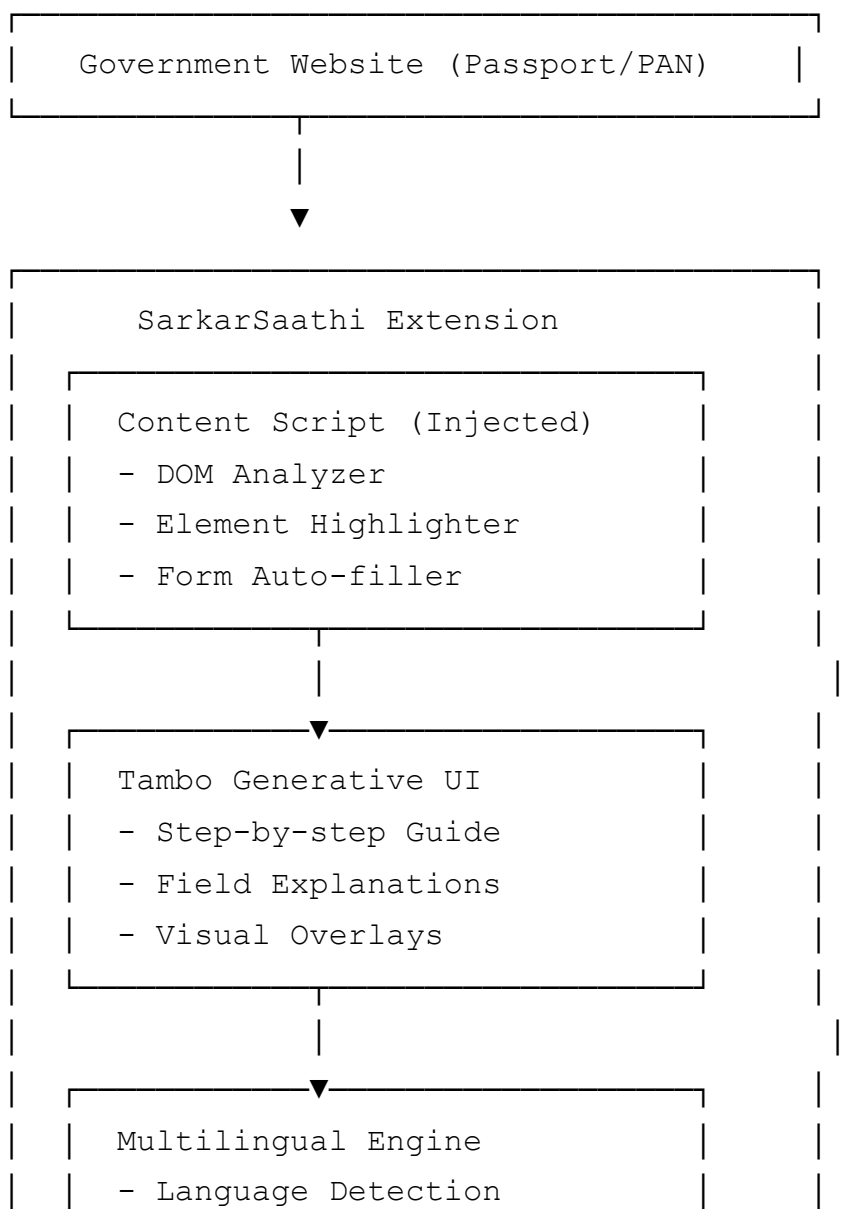 Government Website (Passport/PAN)
SarkarSaathi Extension
Content Script (Injected)
- DOM Analyzer
- Element Highlighter
- Form Auto-filler
Tambo Generative UI
- Step-by-step Guide
- Field Explanations
- Visual Overlays
Multilingual Engine
- Language Detection